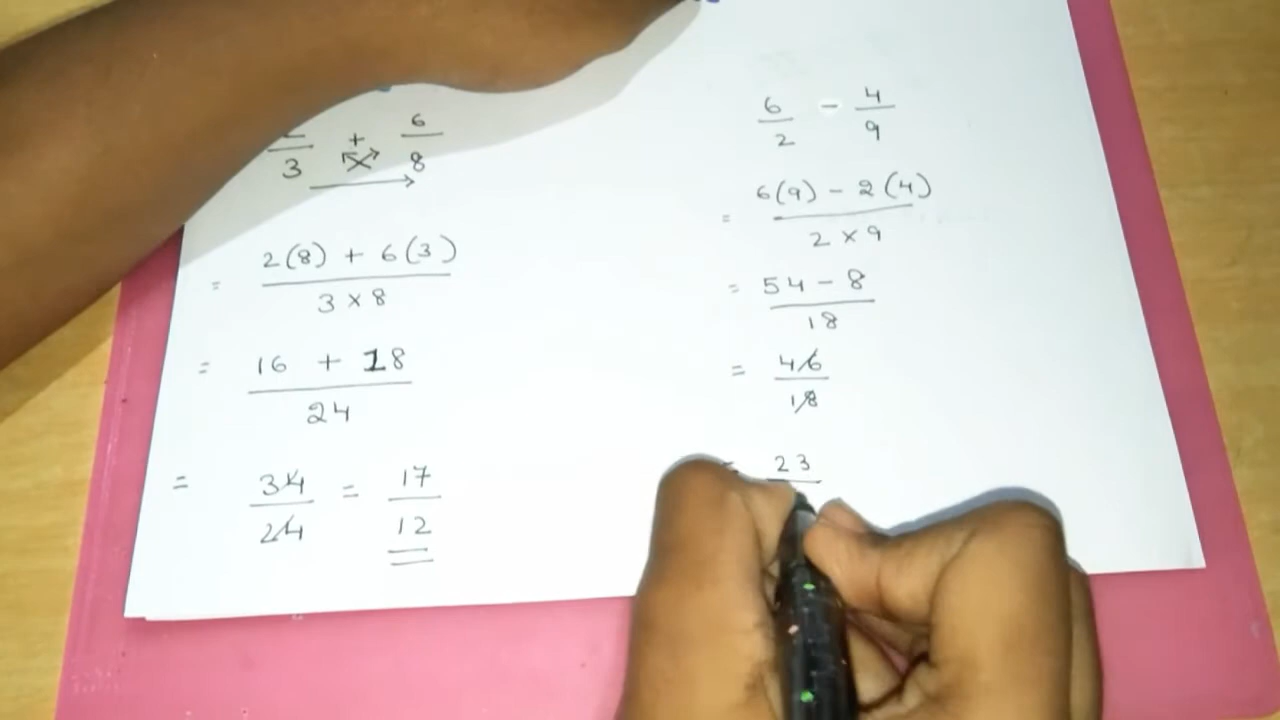 /3 + 6/8
= 2(8) + 6(3) / 3 × 8
= 16 + 18 / 24
= 34/24 = 17/12
6/2 - 4/9
= 6(9) - 2(4) / 2 × 9
= 54 - 8 / 18
= 46/18
= 23